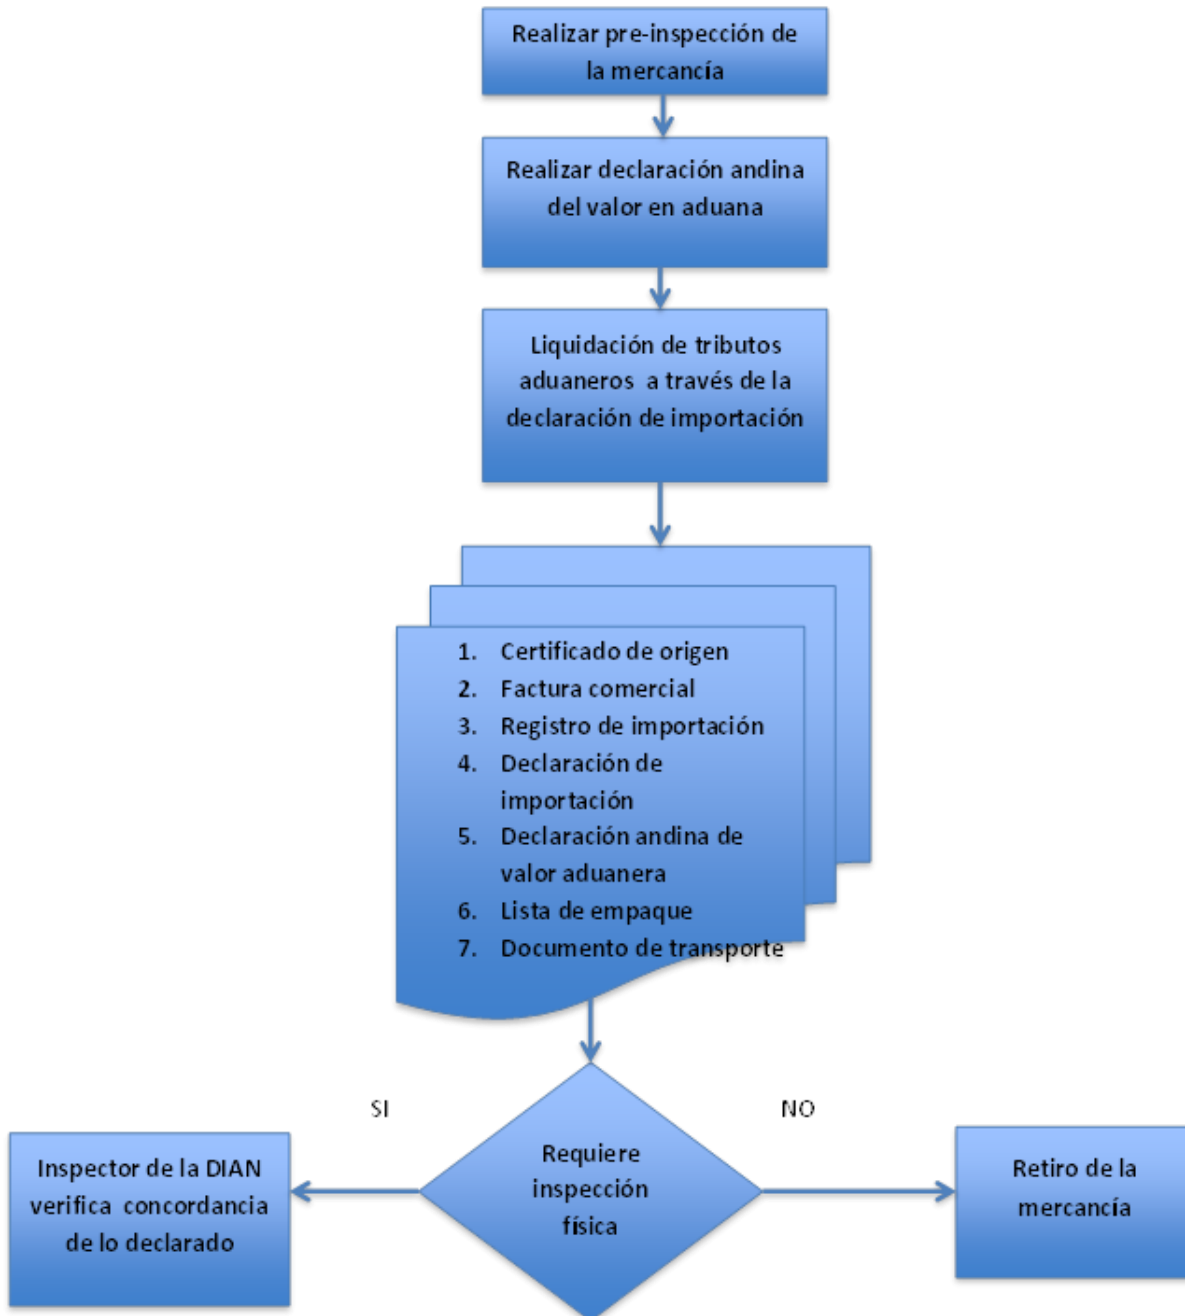 Realizar pre-inspección de
la mercancía
Realizar declaración andina
del valor en aduana
Liquidación de tributos
aduaneros a través de la
declaración de importación
1. Certificado de origen
2. Factura comercial
3. Registro de importación
4. Declaración de
importación
5. Declaración andina de
valor aduanera
6. Lista de empaque
7. Documento de transporte
SI
NO
Requiere
inspección
física
Inspector de la DIAN
verifica concordancia
de lo declarado
Retiro de la
mercancía